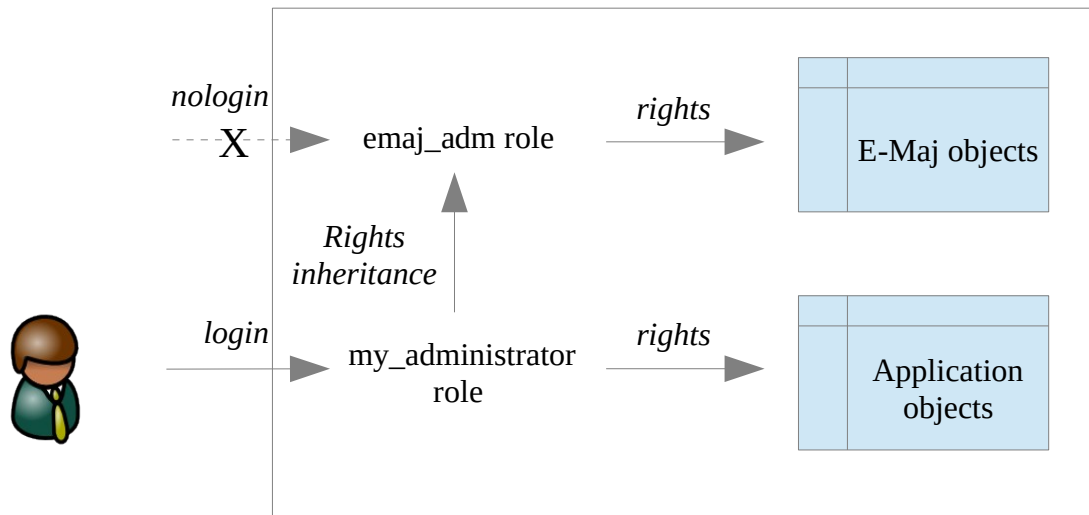 nologin
X
emaj_adm role
rights
E-Maj objects
Rights
inheritance
login
my_administrator
role
rights
Application
objects